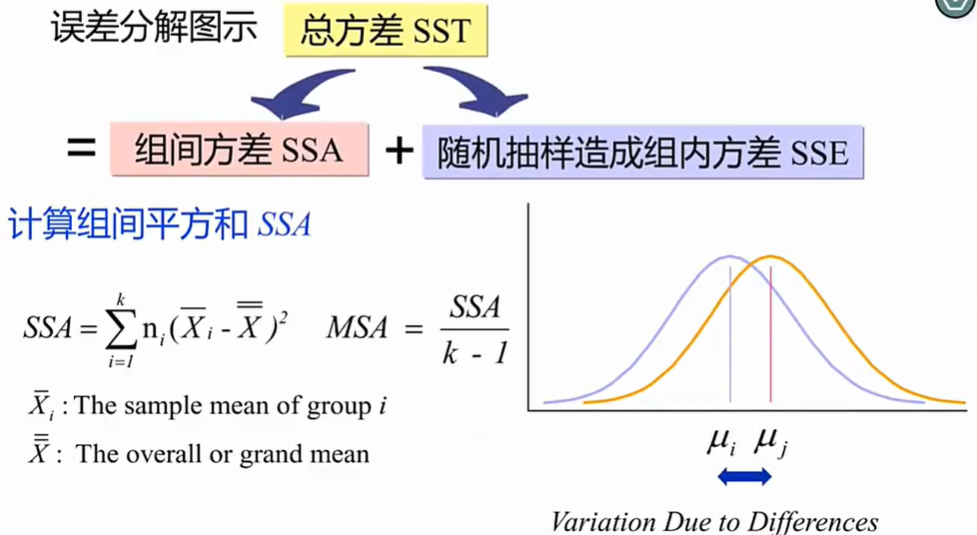 误差分解图示 总方差 SST
= 组间方差 SSA + 随机抽样造成组内方差 SSE
计算组间平方和 SSA
SSA = \sum_{i=1}^{k} n_i (\overline{X}_i - \overline{\overline{X}})^2 MSA = \frac{SSA}{k - 1}
\overline{X}_i : The sample mean of group i
\overline{\overline{X}} : The overall or grand mean
μ_i μ_j
Variation Due to Differences